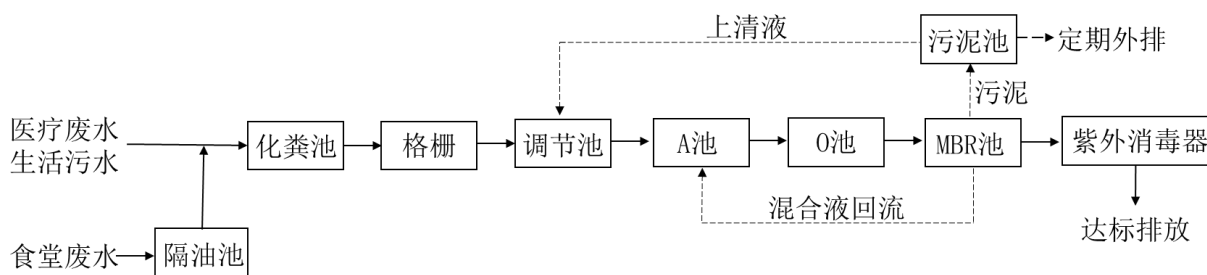 上清液
污泥池
定期外排
污泥
医疗废水
生活污水
化粪池
格栅
调节池
A池
O池
MBR池
紫外消毒器
混合液回流
达标排放
食堂废水
隔油池